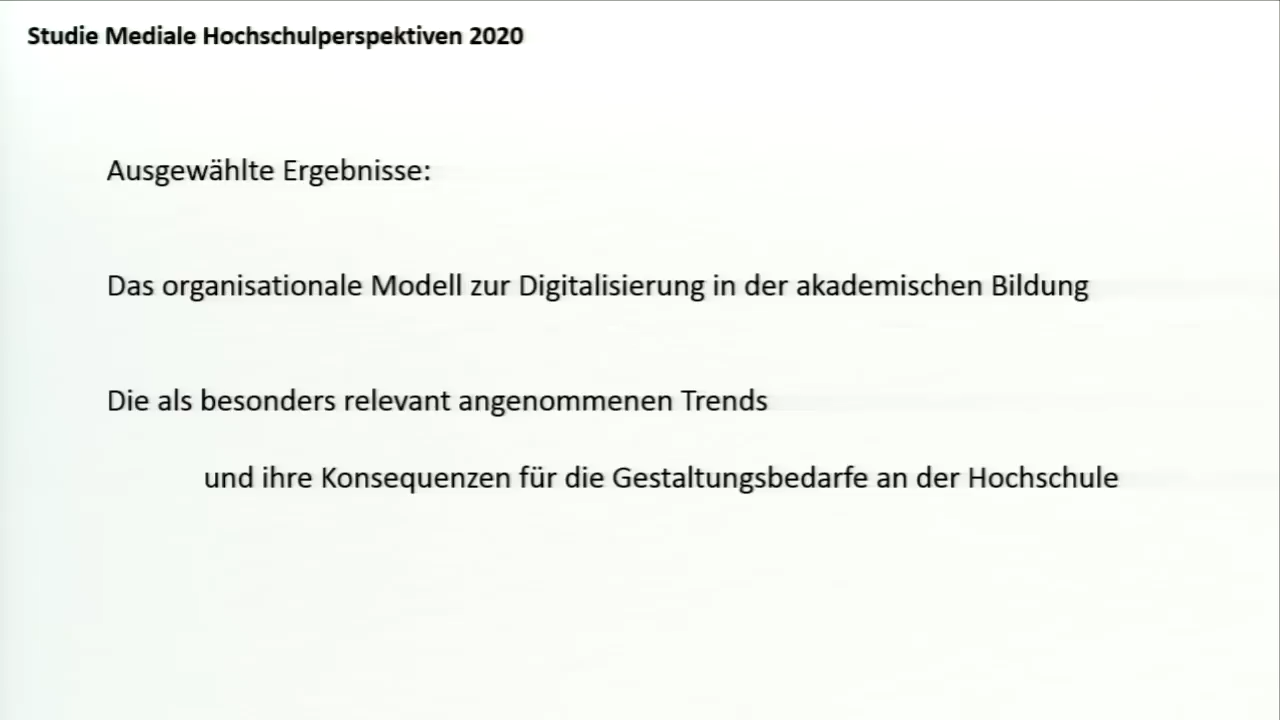 Studie Mediale Hochschulperspektiven 2020
Ausgewählte Ergebnisse:
Das organisationale Modell zur Digitalisierung in der akademischen Bildung
Die als besonders relevant angenommenen Trends
und ihre Konsequenzen für die Gestaltungsbedarfe an der Hochschule